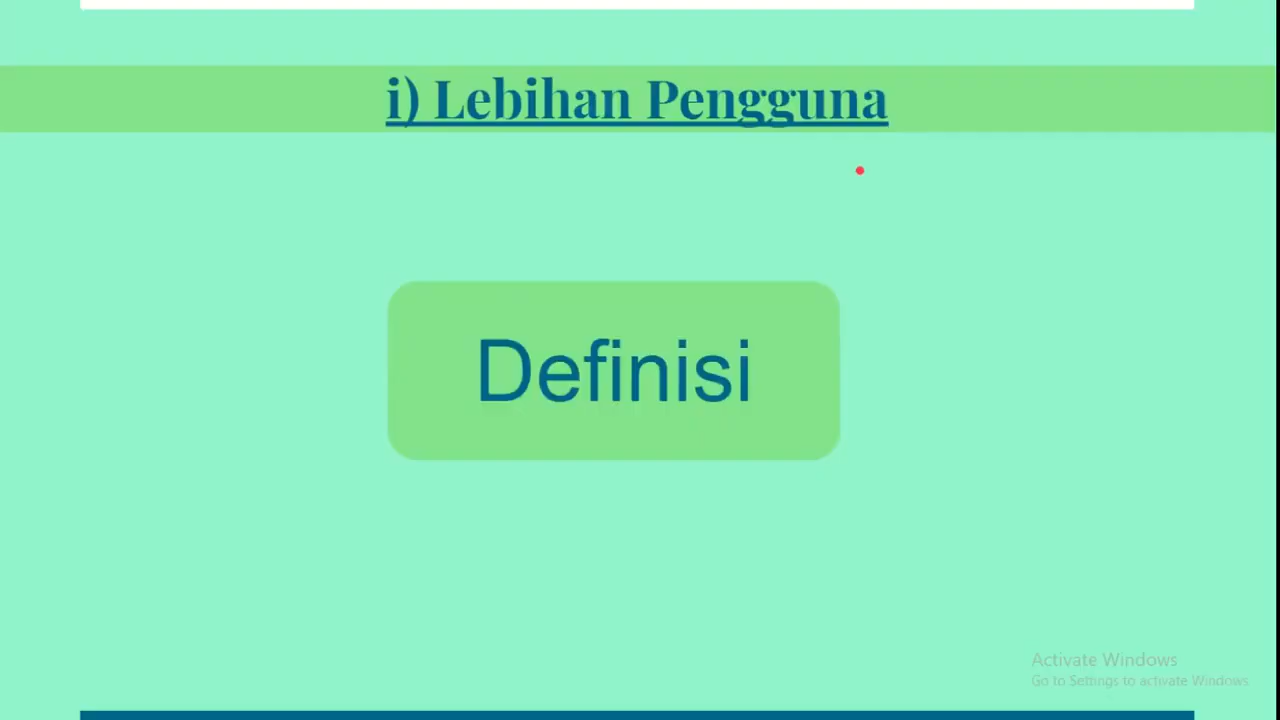 i) Lebihan Pengguna
Definisi
Activate Windows
Go to Settings to activate Windows.